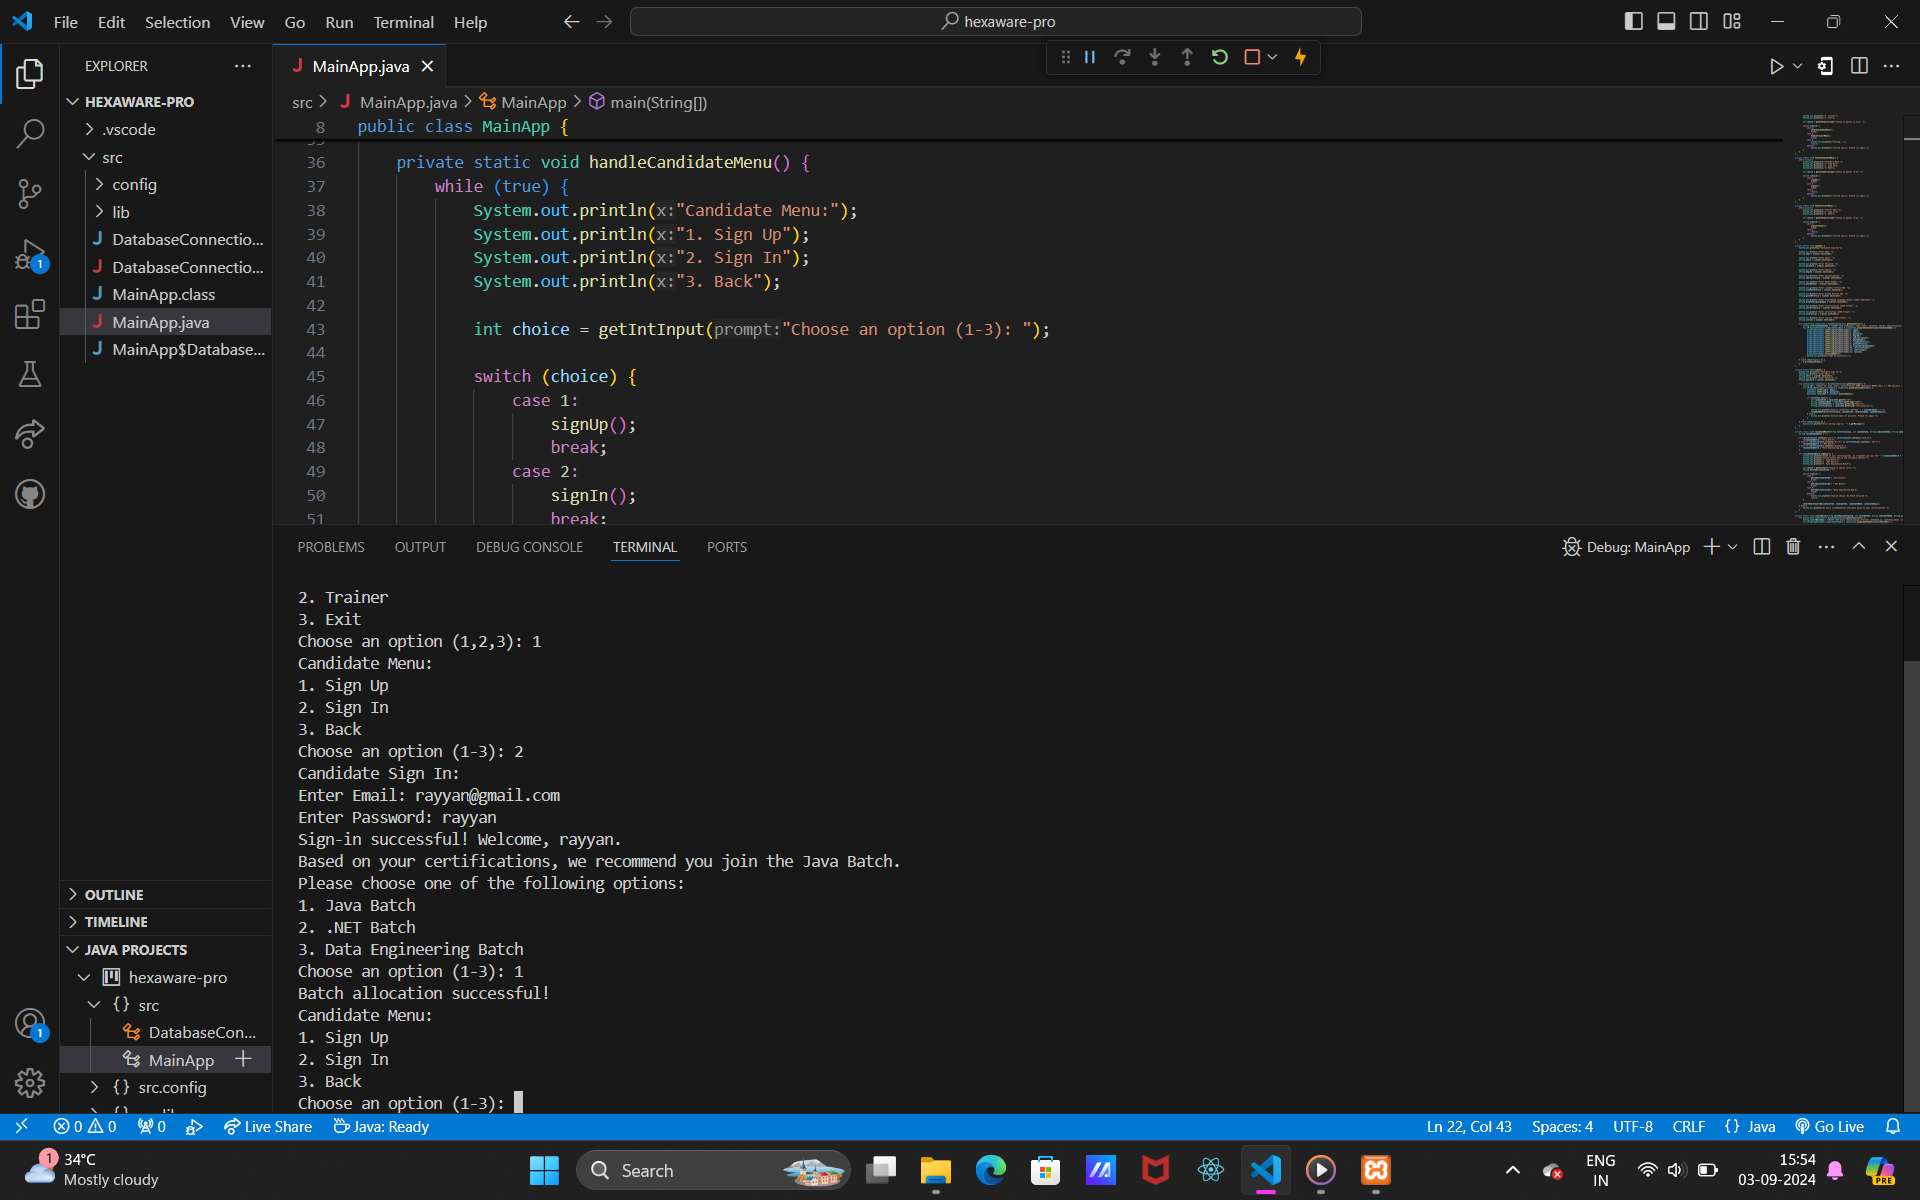 File Edit Selection View Go Run Terminal Help
hexaware-pro
EXPLORER
HEXAWARE-PRO
.vscode
src
config
lib
DatabaseConnectio...
DatabaseConnectio...
MainApp.class
MainApp.java
MainApp$Database...
OUTLINE
TIMELINE
JAVA PROJECTS
hexaware-pro
src
DatabaseCon...
MainApp
src.config
1
1
MainApp.java
src > MainApp.java > MainApp > main(String[])
8 public class MainApp {
36 private static void handleCandidateMenu() {
37 while (true) {
38 System.out.println(x:"Candidate Menu:");
39 System.out.println(x:"1. Sign Up");
40 System.out.println(x:"2. Sign In");
41 System.out.println(x:"3. Back");
42
43 int choice = getIntInput(prompt:"Choose an option (1-3): ");
44
45 switch (choice) {
46 case 1:
47 signUp();
48 break;
49 case 2:
50 signIn();
51 break;
PROBLEMS OUTPUT DEBUG CONSOLE TERMINAL PORTS
Debug: MainApp
2. Trainer
3. Exit
Choose an option (1,2,3): 1
Candidate Menu:
1. Sign Up
2. Sign In
3. Back
Choose an option (1-3): 2
Candidate Sign In:
Enter Email: rayyan@gmail.com
Enter Password: rayyan
Sign-in successful! Welcome, rayyan.
Based on your certifications, we recommend you join the Java Batch.
Please choose one of the following options:
1. Java Batch
2. .NET Batch
3. Data Engineering Batch
Choose an option (1-3): 1
Batch allocation successful!
Candidate Menu:
1. Sign Up
2. Sign In
3. Back
Choose an option (1-3):
0 0 0 Live Share Java: Ready
Ln 22, Col 43 Spaces: 4 UTF-8 CRLF {} Java Go Live
1
34°C
Mostly cloudy
Search
ENG
IN
15:54
03-09-2024
PRE